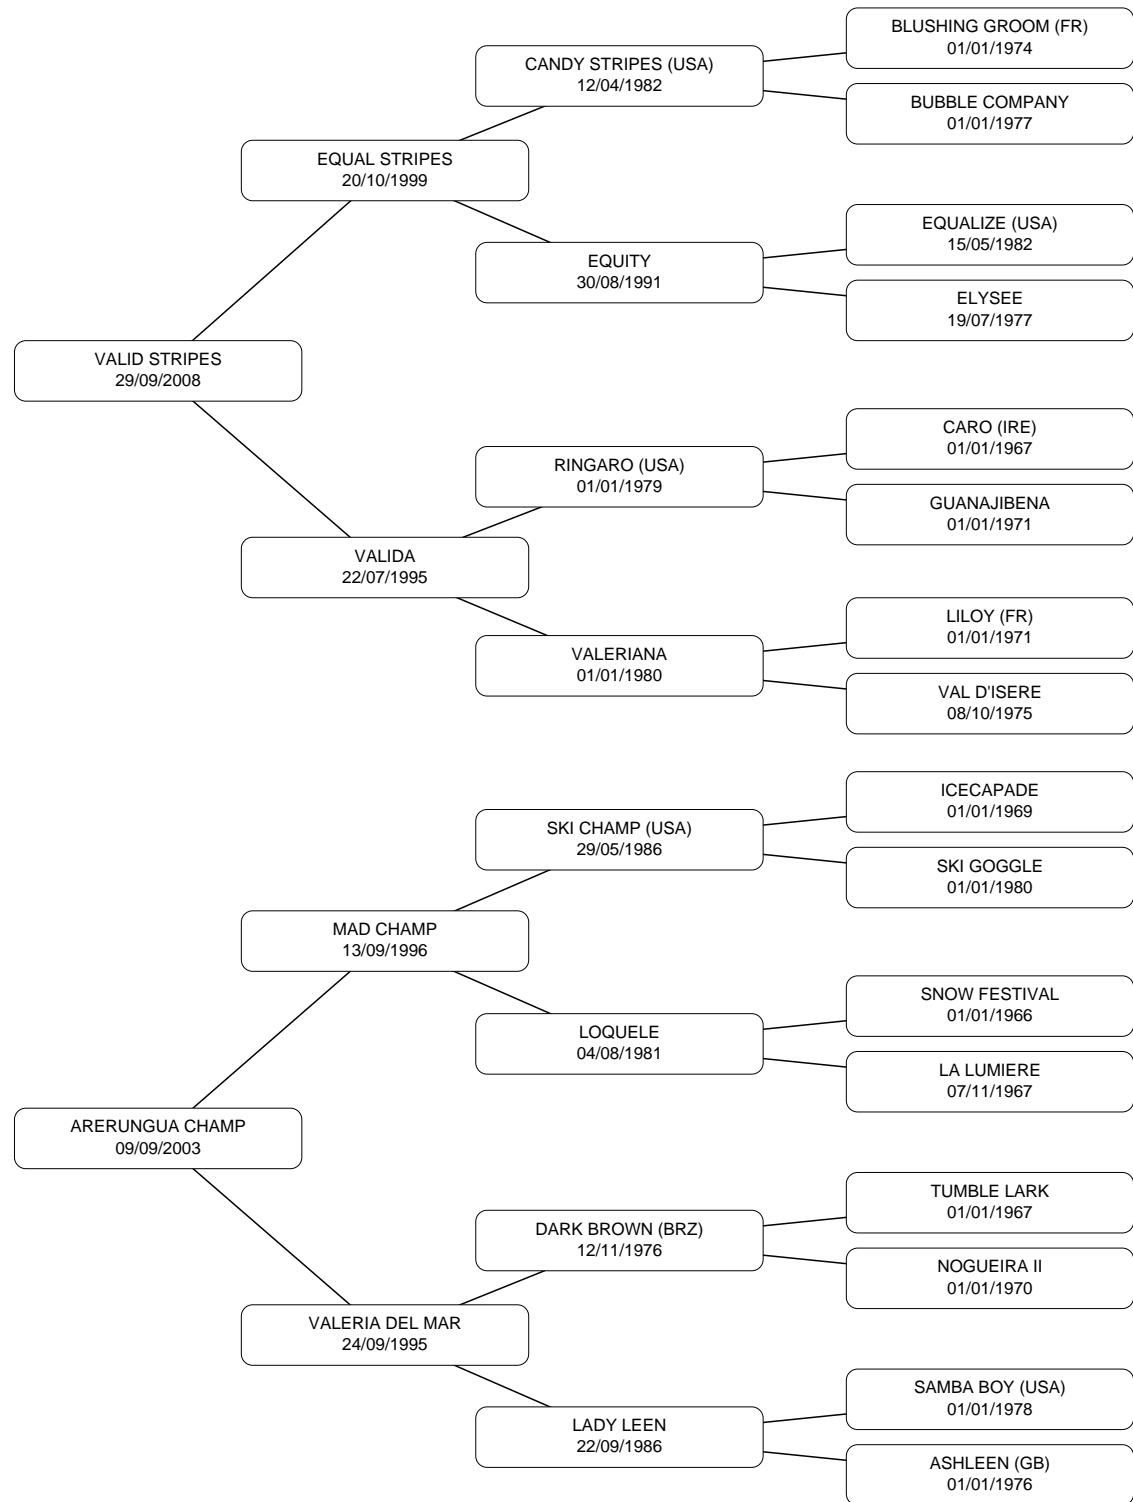 BLUSHING GROOM (FR)
01/01/1974
CANDY STRIPES (USA)
12/04/1982
BUBBLE COMPANY
01/01/1977
EQUAL STRIPES
20/10/1999
EQUALIZE (USA)
15/05/1982
EQUITY
30/08/1991
ELYSEE
19/07/1977
VALID STRIPES
29/09/2008
CARO (IRE)
01/01/1967
RINGARO (USA)
01/01/1979
GUANAJIBENA
01/01/1971
VALIDA
22/07/1995
LILOY (FR)
01/01/1971
VALERIANA
01/01/1980
VAL D'ISERE
08/10/1975
ICECAPADE
01/01/1969
SKI CHAMP (USA)
29/05/1986
SKI GOGGLE
01/01/1980
MAD CHAMP
13/09/1996
SNOW FESTIVAL
01/01/1966
LOQUELE
04/08/1981
LA LUMIERE
07/11/1967
ARERUNGUA CHAMP
09/09/2003
TUMBLE LARK
01/01/1967
DARK BROWN (BRZ)
12/11/1976
NOGUEIRA II
01/01/1970
VALERIA DEL MAR
24/09/1995
SAMBA BOY (USA)
01/01/1978
LADY LEEN
22/09/1986
ASHLEEN (GB)
01/01/1976